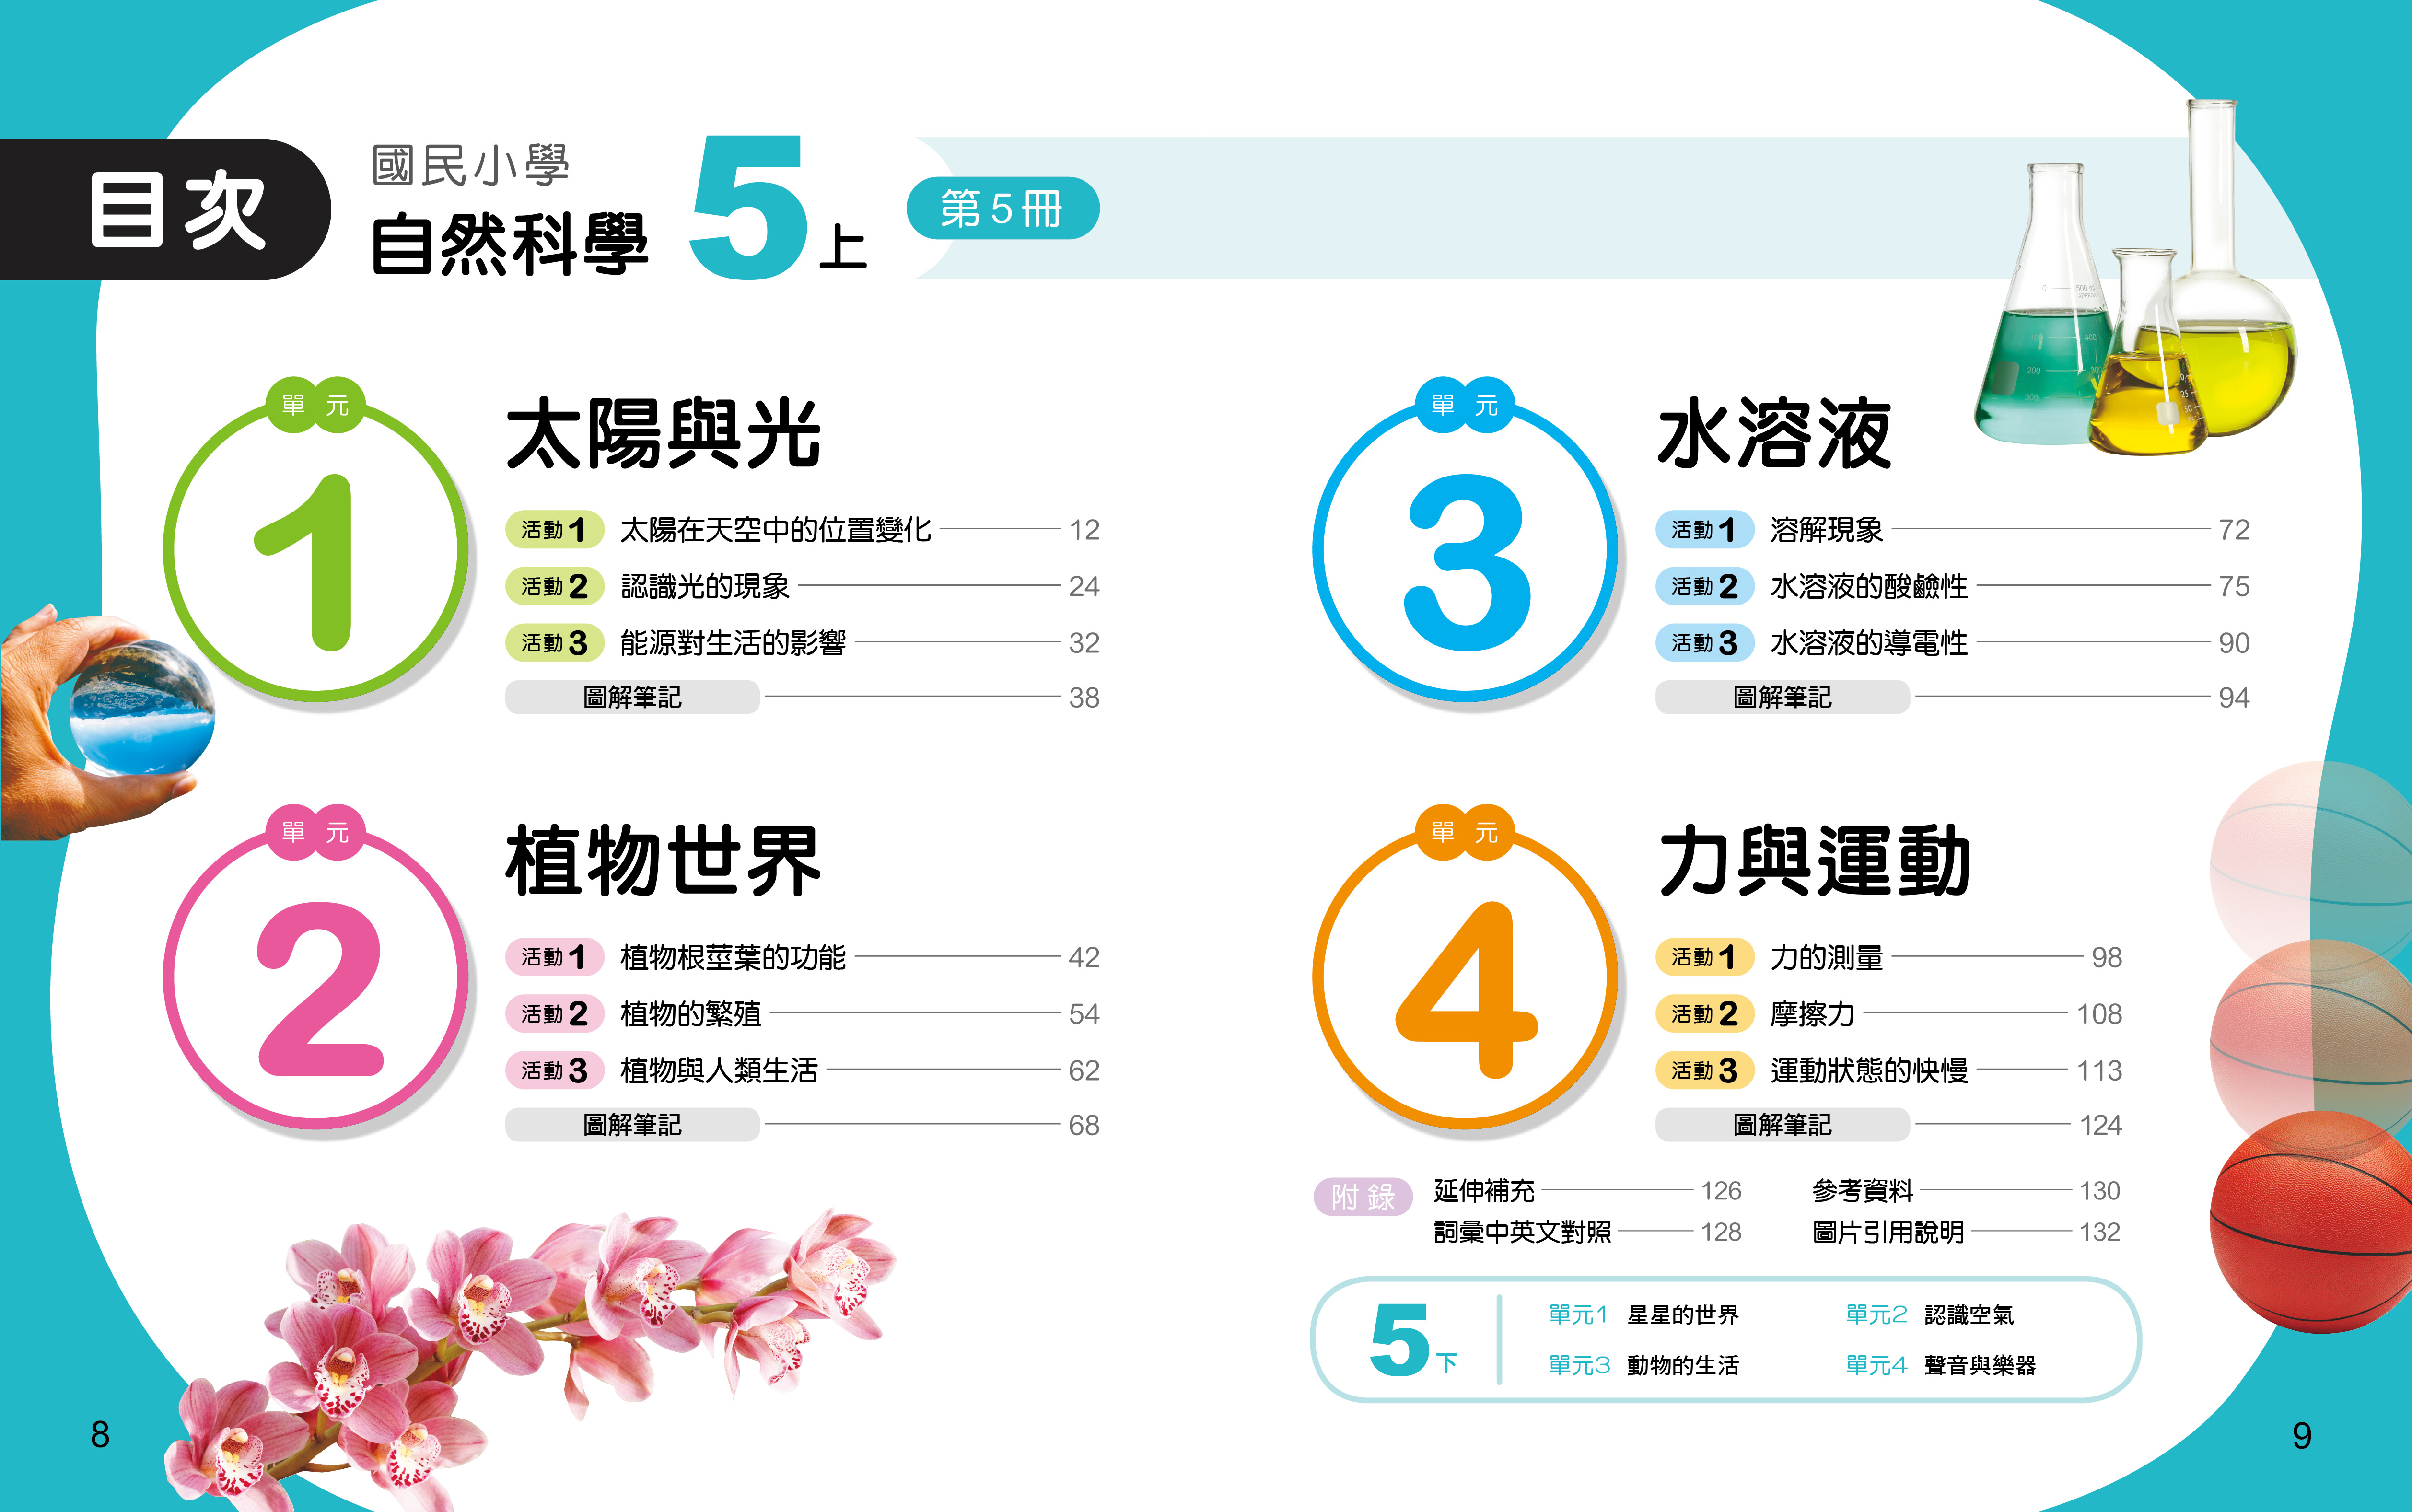 目次
國民小學
自然科學 5上 第5冊
單元 1
太陽與光
活動1 太陽在天空中的位置變化 12
活動2 認識光的現象 24
活動3 能源對生活的影響 32
圖解筆記 38
單元 2
植物世界
活動1 植物根莖葉的功能 42
活動2 植物的繁殖 54
活動3 植物與人類生活 62
圖解筆記 68
8
單元 3
水溶液
活動1 溶解現象 72
活動2 水溶液的酸鹼性 75
活動3 水溶液的導電性 90
圖解筆記 94
單元 4
力與運動
活動1 力的測量 98
活動2 摩擦力 108
活動3 運動狀態的快慢 113
圖解筆記 124
附錄 延伸補充 126 參考資料 130
詞彙中英文對照 128 圖片引用說明 132
5下 單元1 星星的世界 單元2 認識空氣
單元3 動物的生活 單元4 聲音與樂器
9